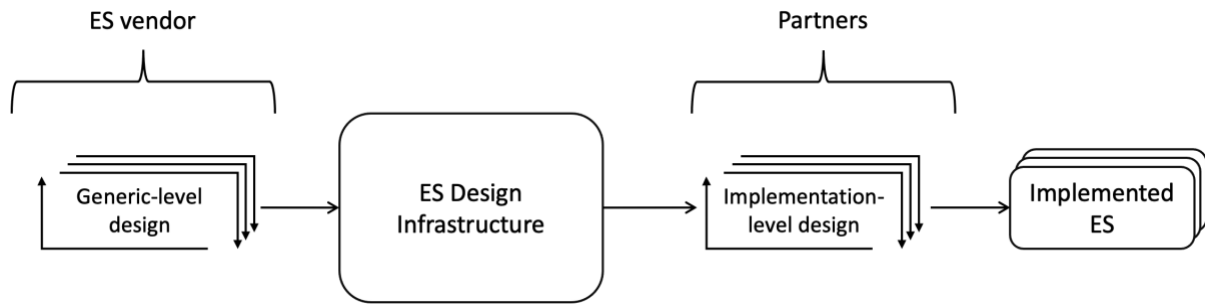 ES vendor
Partners
Generic-level
design
ES Design
Infrastructure
Implementation-
level design
Implemented
ES